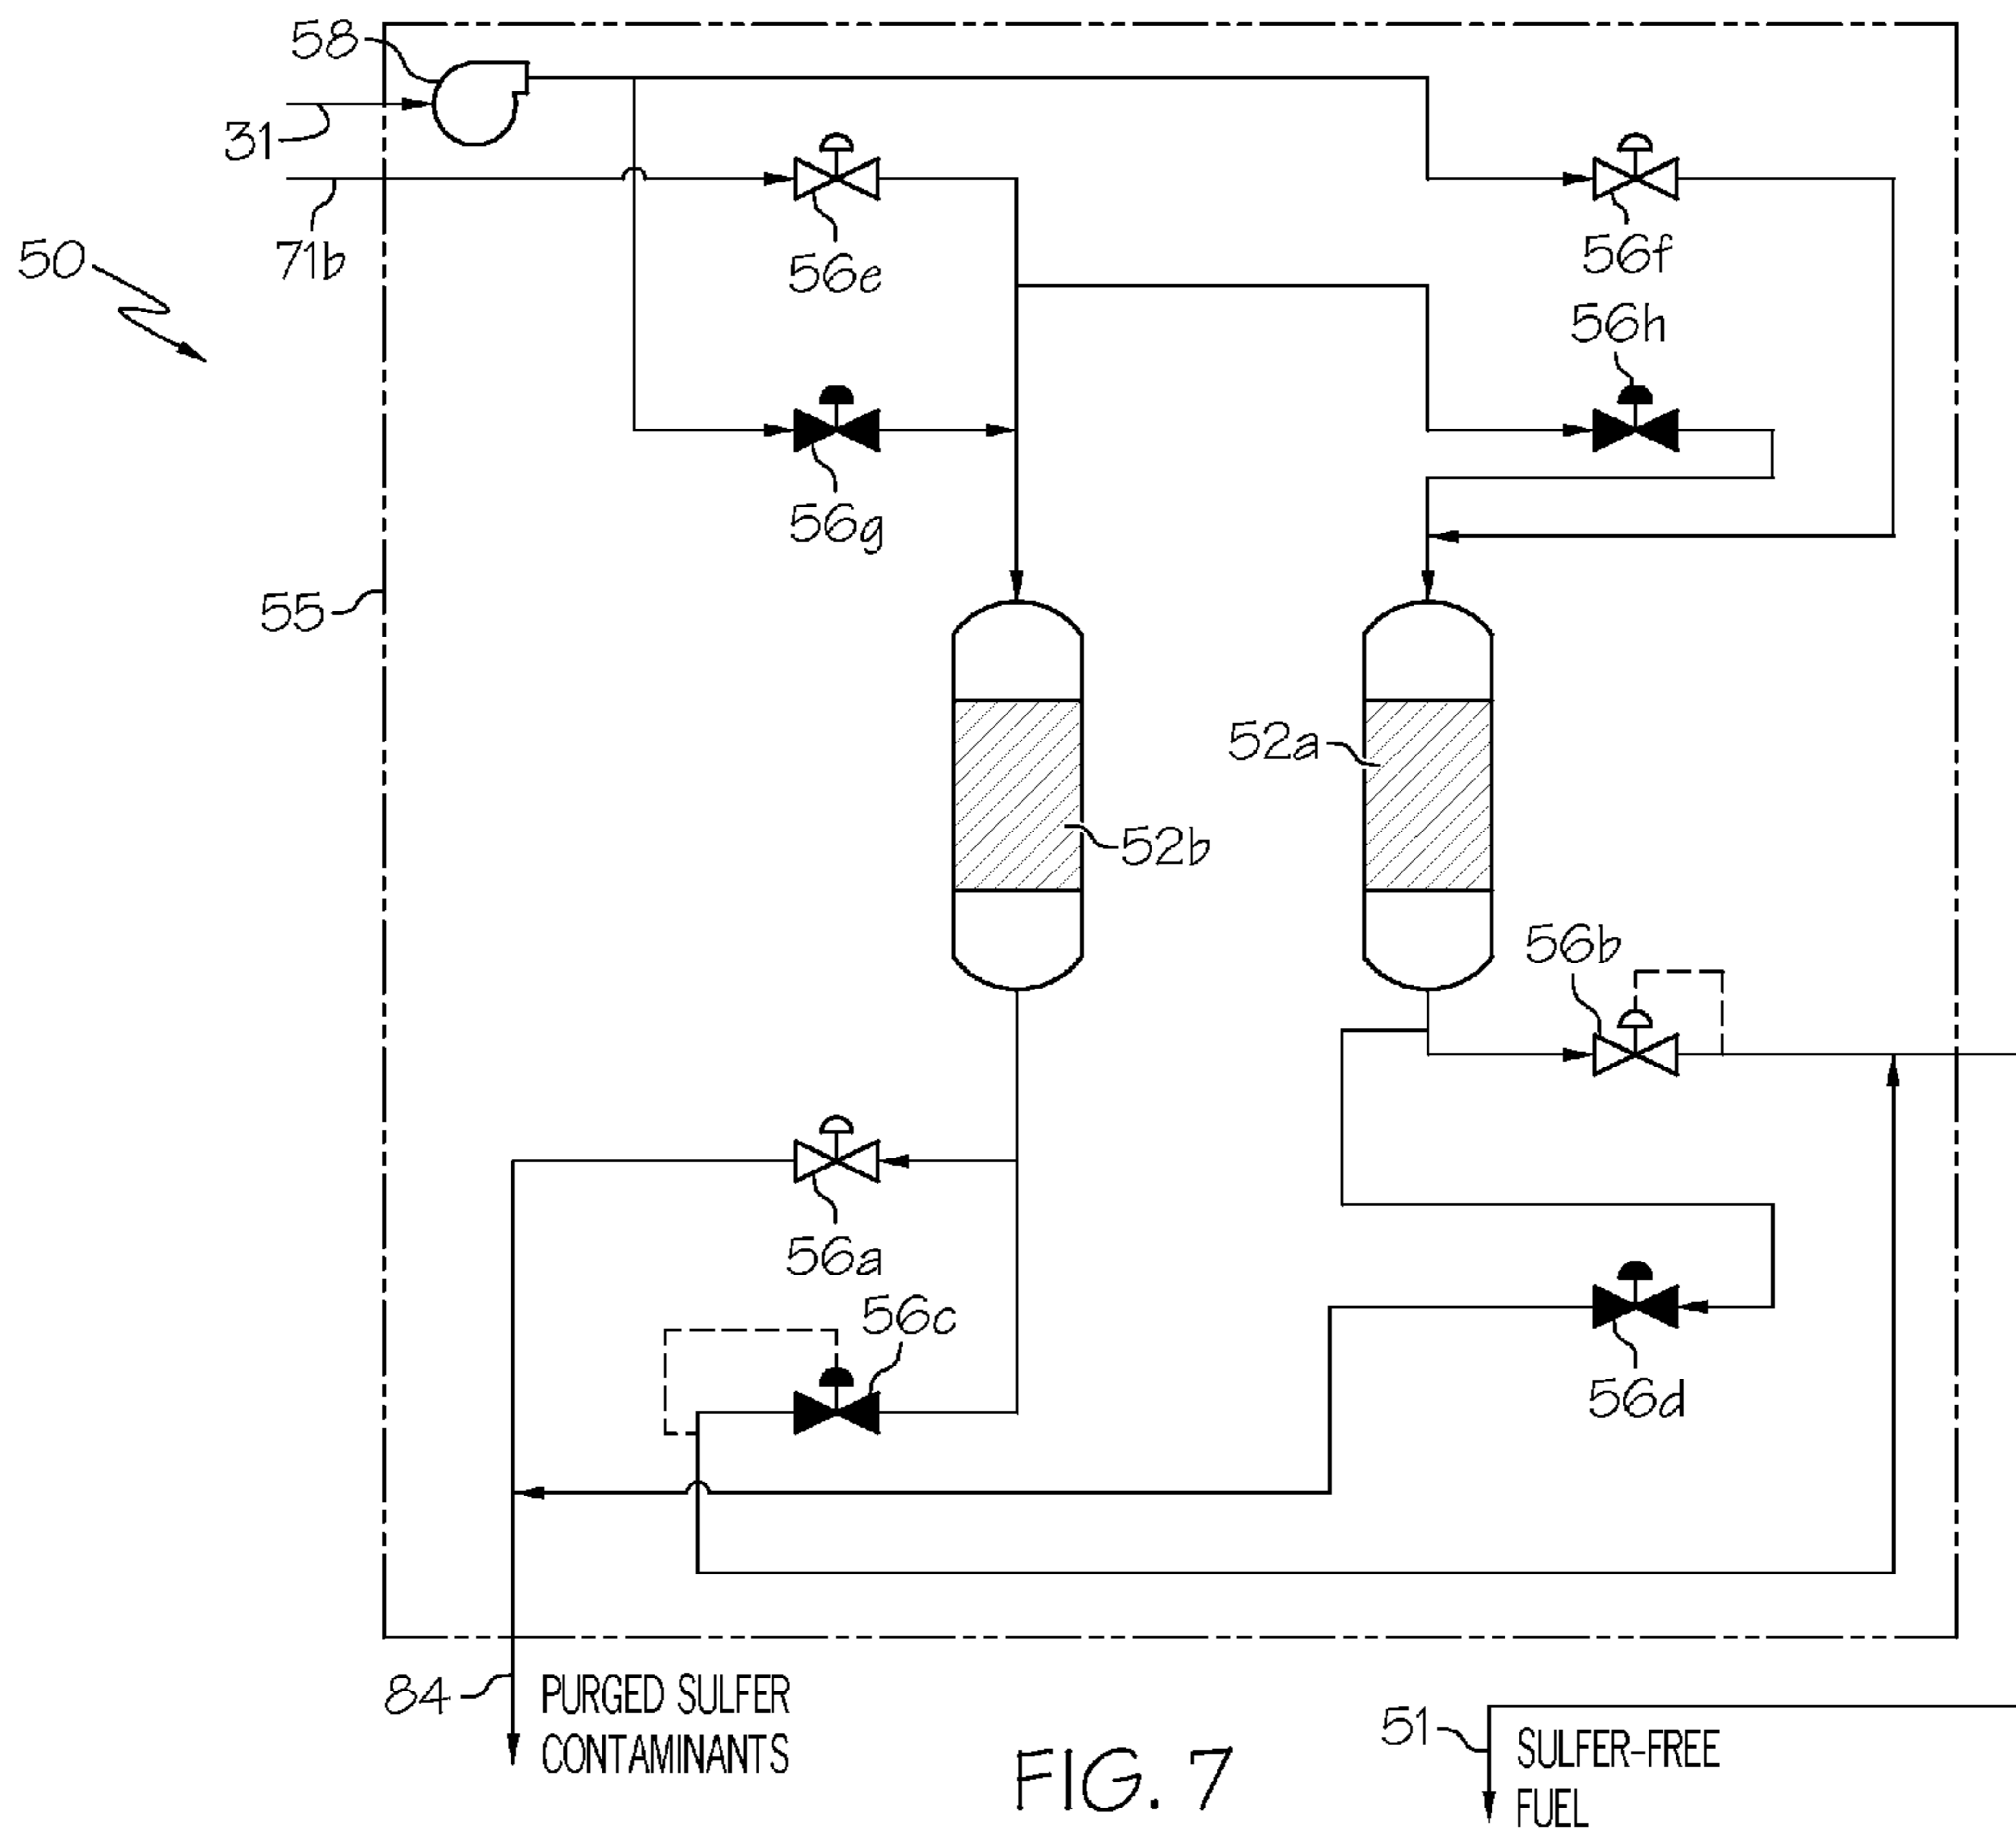 58
31
71b
50
56e
56f
56h
56g
55
52a
52b
56b
56a
56c
56d
84
PURGED SULFER
CONTAMINANTS
51
SULFER-FREE
FUEL
FIG. 7